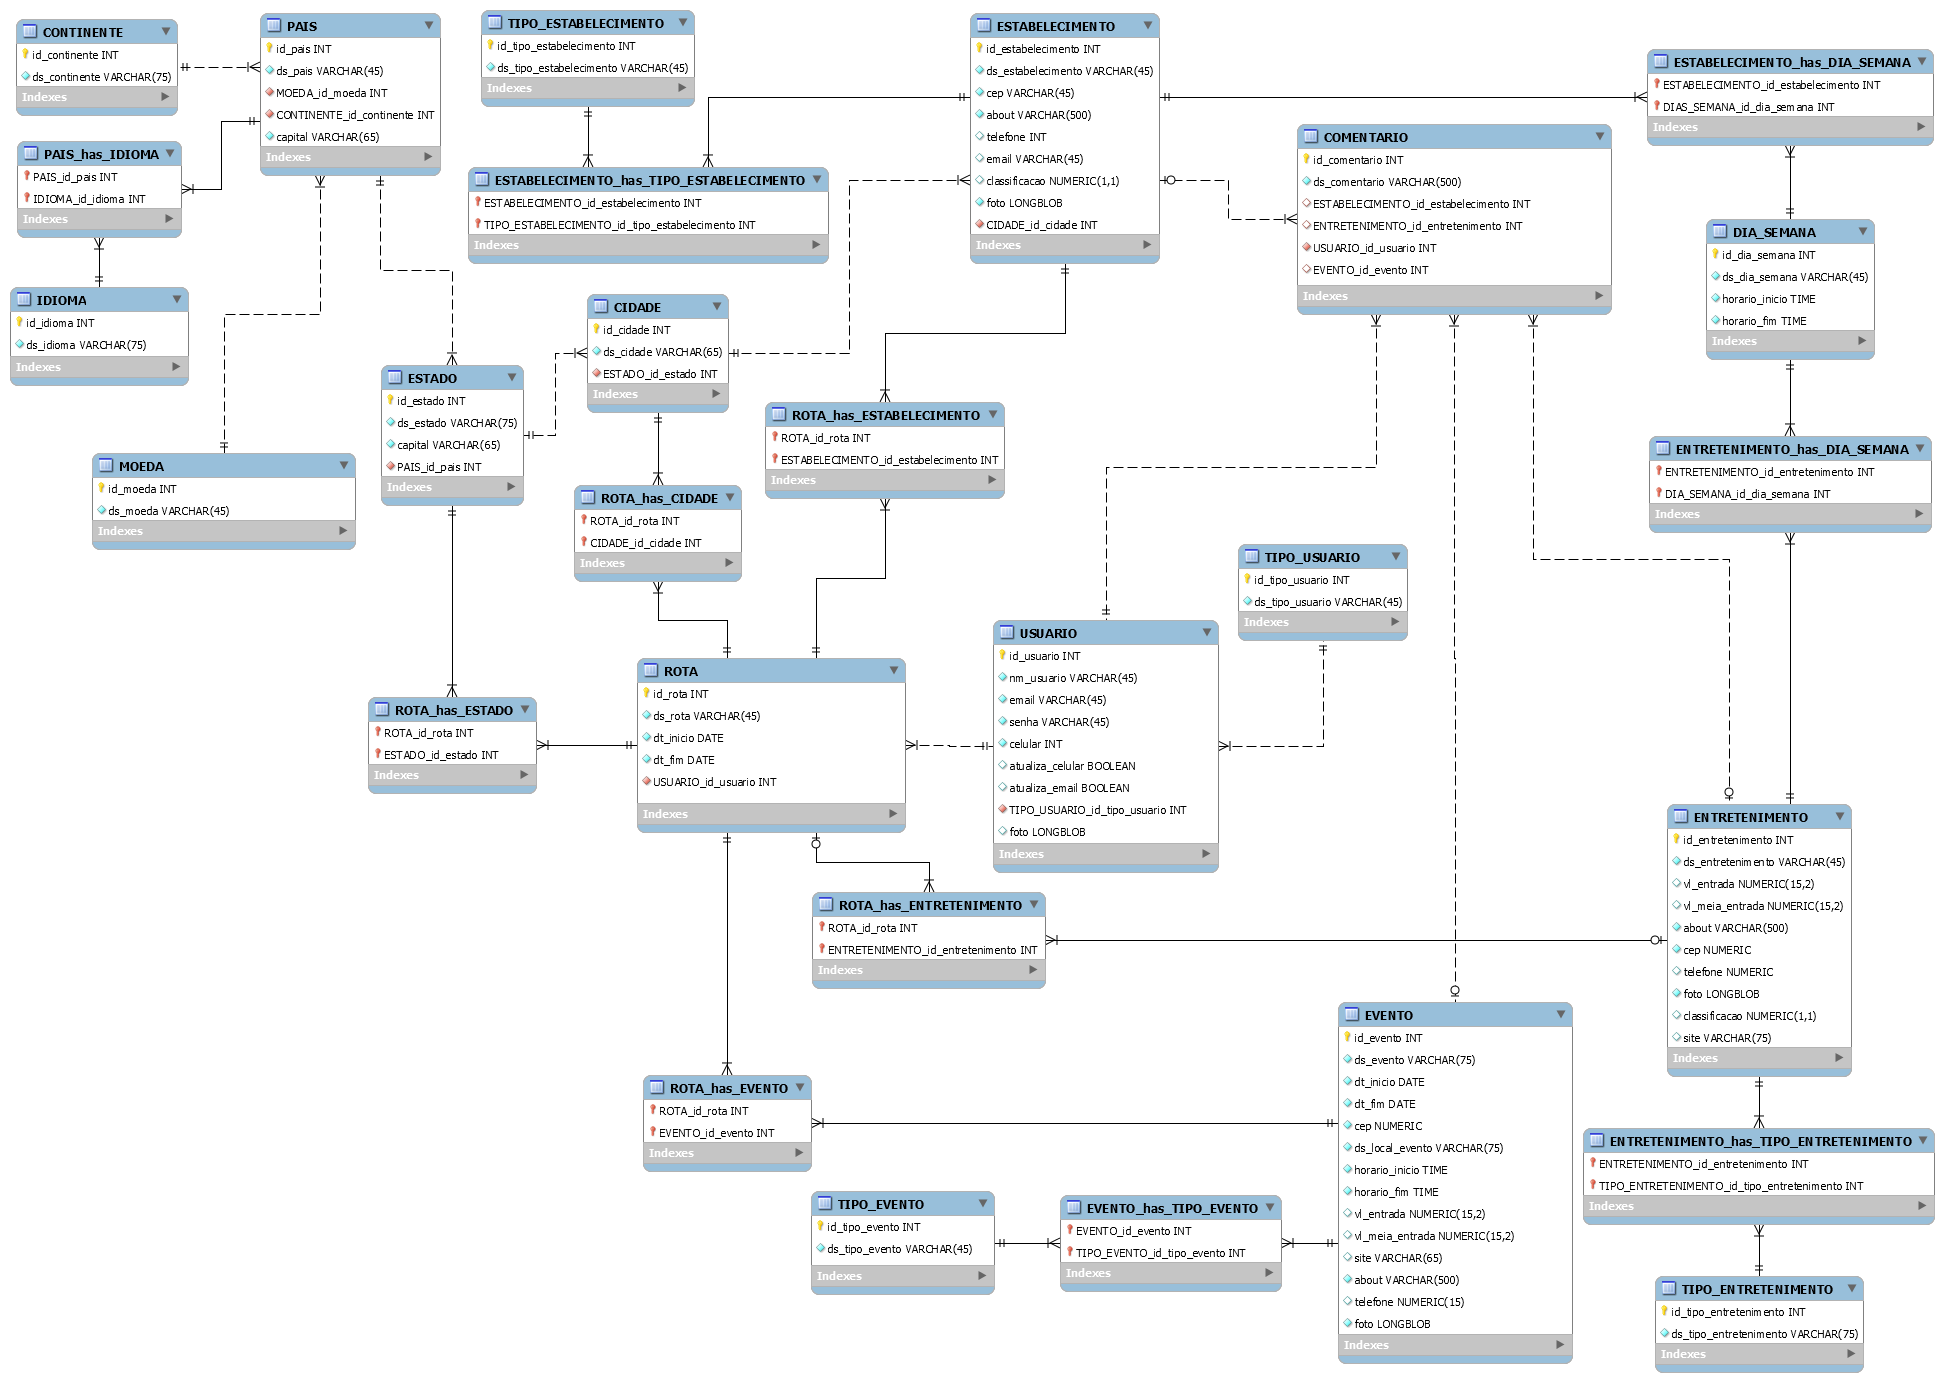 CONTINENTE
id_continente INT
ds_continente VARCHAR(75)
Indexes
PAIS
id_pais INT
ds_pais VARCHAR(45)
MOEDA_id_moeda INT
CONTINENTE_id_continente INT
capital VARCHAR(65)
Indexes
TIPO_ESTABELECIMENTO
id_tipo_estabelecimento INT
ds_tipo_estabelecimento VARCHAR(45)
Indexes
ESTABELECIMENTO
id_estabelecimento INT
ds_estabelecimento VARCHAR(45)
cep VARCHAR(45)
about VARCHAR(500)
telefone INT
email VARCHAR(45)
classificacao NUMERIC(1,1)
foto LONGBLOB
CIDADE_id_cidade INT
Indexes
ESTABELECIMENTO_has_DIA_SEMANA
ESTABELECIMENTO_id_estabelecimento INT
DIAS_SEMANA_id_dia_semana INT
Indexes
COMENTARIO
id_comentario INT
ds_comentario VARCHAR(500)
ESTABELECIMENTO_id_estabelecimento INT
ENTRETENIMENTO_id_entretenimento INT
USUARIO_id_usuario INT
EVENTO_id_evento INT
Indexes
PAIS_has_IDIOMA
PAIS_id_pais INT
IDIOMA_id_idioma INT
Indexes
ESTABELECIMENTO_has_TIPO_ESTABELECIMENTO
ESTABELECIMENTO_id_estabelecimento INT
TIPO_ESTABELECIMENTO_id_tipo_estabelecimento INT
Indexes
DIA_SEMANA
id_dia_semana INT
ds_dia_semana VARCHAR(45)
horario_inicio TIME
horario_fim TIME
Indexes
IDIOMA
id_idioma INT
ds_idioma VARCHAR(75)
Indexes
CIDADE
id_cidade INT
ds_cidade VARCHAR(65)
ESTADO_id_estado INT
Indexes
ESTADO
id_estado INT
ds_estado VARCHAR(75)
capital VARCHAR(65)
PAIS_id_pais INT
Indexes
ROTA_has_ESTABELECIMENTO
ROTA_id_rota INT
ESTABELECIMENTO_id_estabelecimento INT
Indexes
ENTRETENIMENTO_has_DIA_SEMANA
ENTRETENIMENTO_id_entretenimento INT
DIA_SEMANA_id_dia_semana INT
Indexes
MOEDA
id_moeda INT
ds_moeda VARCHAR(45)
Indexes
ROTA_has_CIDADE
ROTA_id_rota INT
CIDADE_id_cidade INT
Indexes
TIPO_USUARIO
id_tipo_usuario INT
ds_tipo_usuario VARCHAR(45)
Indexes
USUARIO
id_usuario INT
nm_usuario VARCHAR(45)
email VARCHAR(45)
senha VARCHAR(45)
celular INT
atualiza_celular BOOLEAN
atualiza_email BOOLEAN
TIPO_USUARIO_id_tipo_usuario INT
foto LONGBLOB
Indexes
ROTA
id_rota INT
ds_rota VARCHAR(45)
dt_inicio DATE
dt_fim DATE
USUARIO_id_usuario INT
Indexes
ROTA_has_ESTADO
ROTA_id_rota INT
ESTADO_id_estado INT
Indexes
ENTRETENIMENTO
id_entretenimento INT
ds_entretenimento VARCHAR(45)
vl_entrada NUMERIC(15,2)
vl_meia_entrada NUMERIC(15,2)
about VARCHAR(500)
cep NUMERIC
telefone NUMERIC
foto LONGBLOB
classificacao NUMERIC(1,1)
site VARCHAR(75)
Indexes
ROTA_has_ENTRETENIMENTO
ROTA_id_rota INT
ENTRETENIMENTO_id_entretenimento INT
Indexes
EVENTO
id_evento INT
ds_evento VARCHAR(75)
dt_inicio DATE
dt_fim DATE
cep NUMERIC
ds_local_evento VARCHAR(75)
horario_inicio TIME
horario_fim TIME
vl_entrada NUMERIC(15,2)
vl_meia_entrada NUMERIC(15,2)
site VARCHAR(65)
about VARCHAR(500)
telefone NUMERIC(15)
foto LONGBLOB
Indexes
ROTA_has_EVENTO
ROTA_id_rota INT
EVENTO_id_evento INT
Indexes
ENTRETENIMENTO_has_TIPO_ENTRETENIMENTO
ENTRETENIMENTO_id_entretenimento INT
TIPO_ENTRETENIMENTO_id_tipo_entretenimento INT
Indexes
TIPO_EVENTO
id_tipo_evento INT
ds_tipo_evento VARCHAR(45)
Indexes
EVENTO_has_TIPO_EVENTO
EVENTO_id_evento INT
TIPO_EVENTO_id_tipo_evento INT
Indexes
TIPO_ENTRETENIMENTO
id_tipo_entretenimento INT
ds_tipo_entretenimento VARCHAR(75)
Indexes